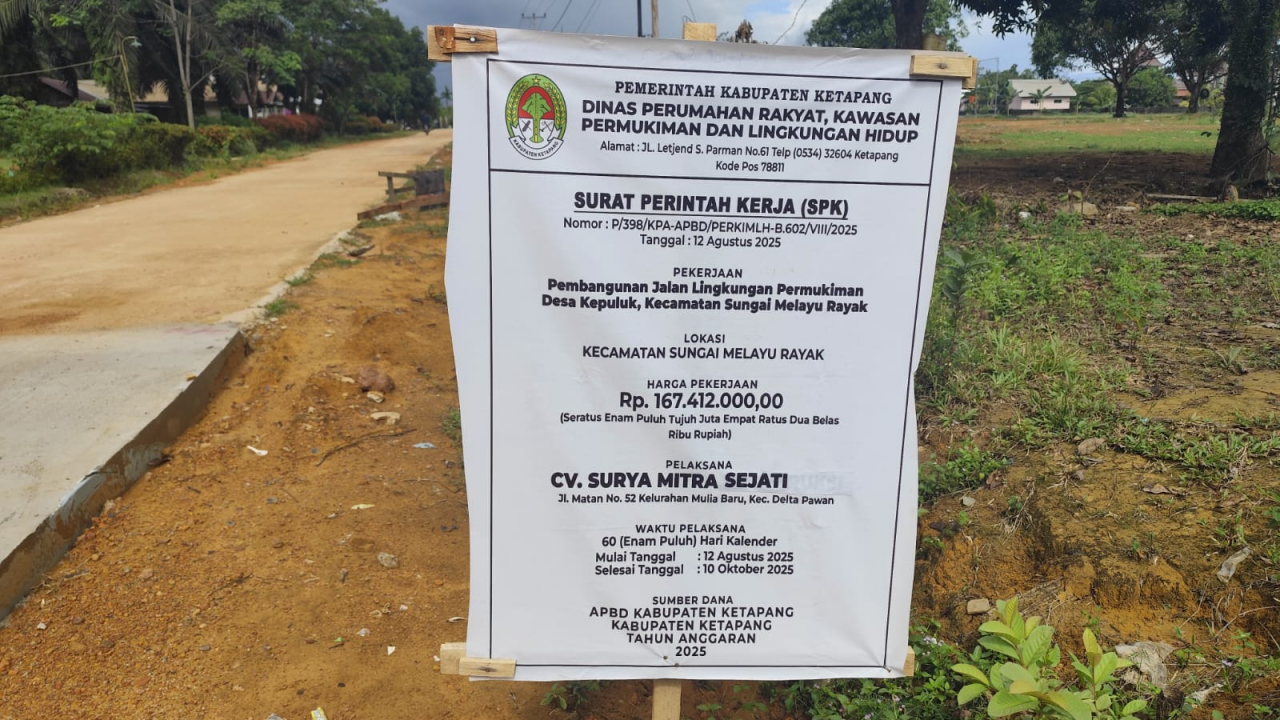 PEMERINTAH KABUPATEN KETAPANG
DINAS PERUMAHAN RAKYAT, KAWASAN
PERMUKIMAN DAN LINGKUNGAN HIDUP
Alamat : JL. Letjend S. Parman No.61 Telp (0534) 32604 Ketapang
Kode Pos 78811
KABUPATEN KETAPANG
SURAT PERINTAH KERJA (SPK)
Nomor : P/398/KPA-APBD/PERKIMLH-B.602/VIII/2025
Tanggal : 12 Agustus 2025
PEKERJAAN
Pembangunan Jalan Lingkungan Permukiman
Desa Kepuluk, Kecamatan Sungai Melayu Rayak
LOKASI
KECAMATAN SUNGAI MELAYU RAYAK
HARGA PEKERJAAN
Rp. 167.412.000,00
(Seratus Enam Puluh Tujuh Juta Empat Ratus Dua Belas
Ribu Rupiah)
PELAKSANA
CV. SURYA MITRA SEJATI
Jl. Matan No. 52 Kelurahan Mulia Baru, Kec. Delta Pawan
WAKTU PELAKSANA
60 (Enam Puluh) Hari Kalender
Mulai Tanggal : 12 Agustus 2025
Selesai Tanggal : 10 Oktober 2025
SUMBER DANA
APBD KABUPATEN KETAPANG
KABUPATEN KETAPANG
TAHUN ANGGARAN
2025